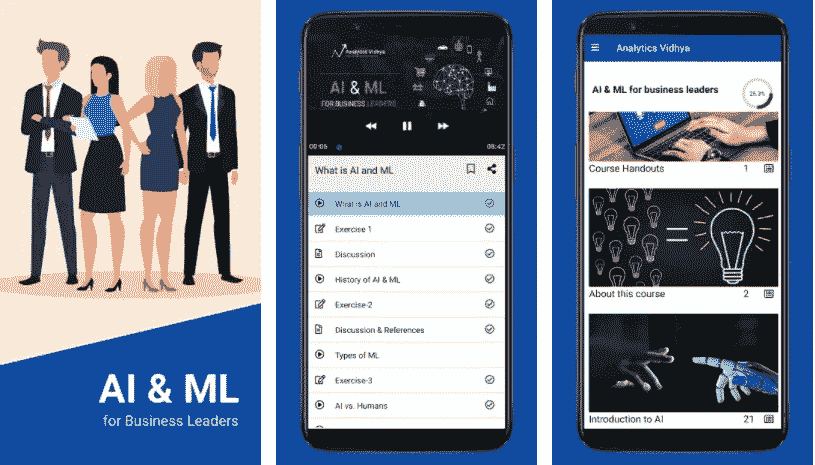 AI & ML
for Business Leaders
Analytics Vidhya
AI & ML
FOR BUSINESS LEADERS
00:06
08:42
What is AI and ML
What is AI and ML
Exercise 1
Discussion
History of AI & ML
Exercise-2
Discussion & References
Types of ML
Exercise-3
AI vs. Humans
Analytics Vidhya
AI & ML for business leaders
Course Handouts 1
About this course 2
Introduction to AI 21